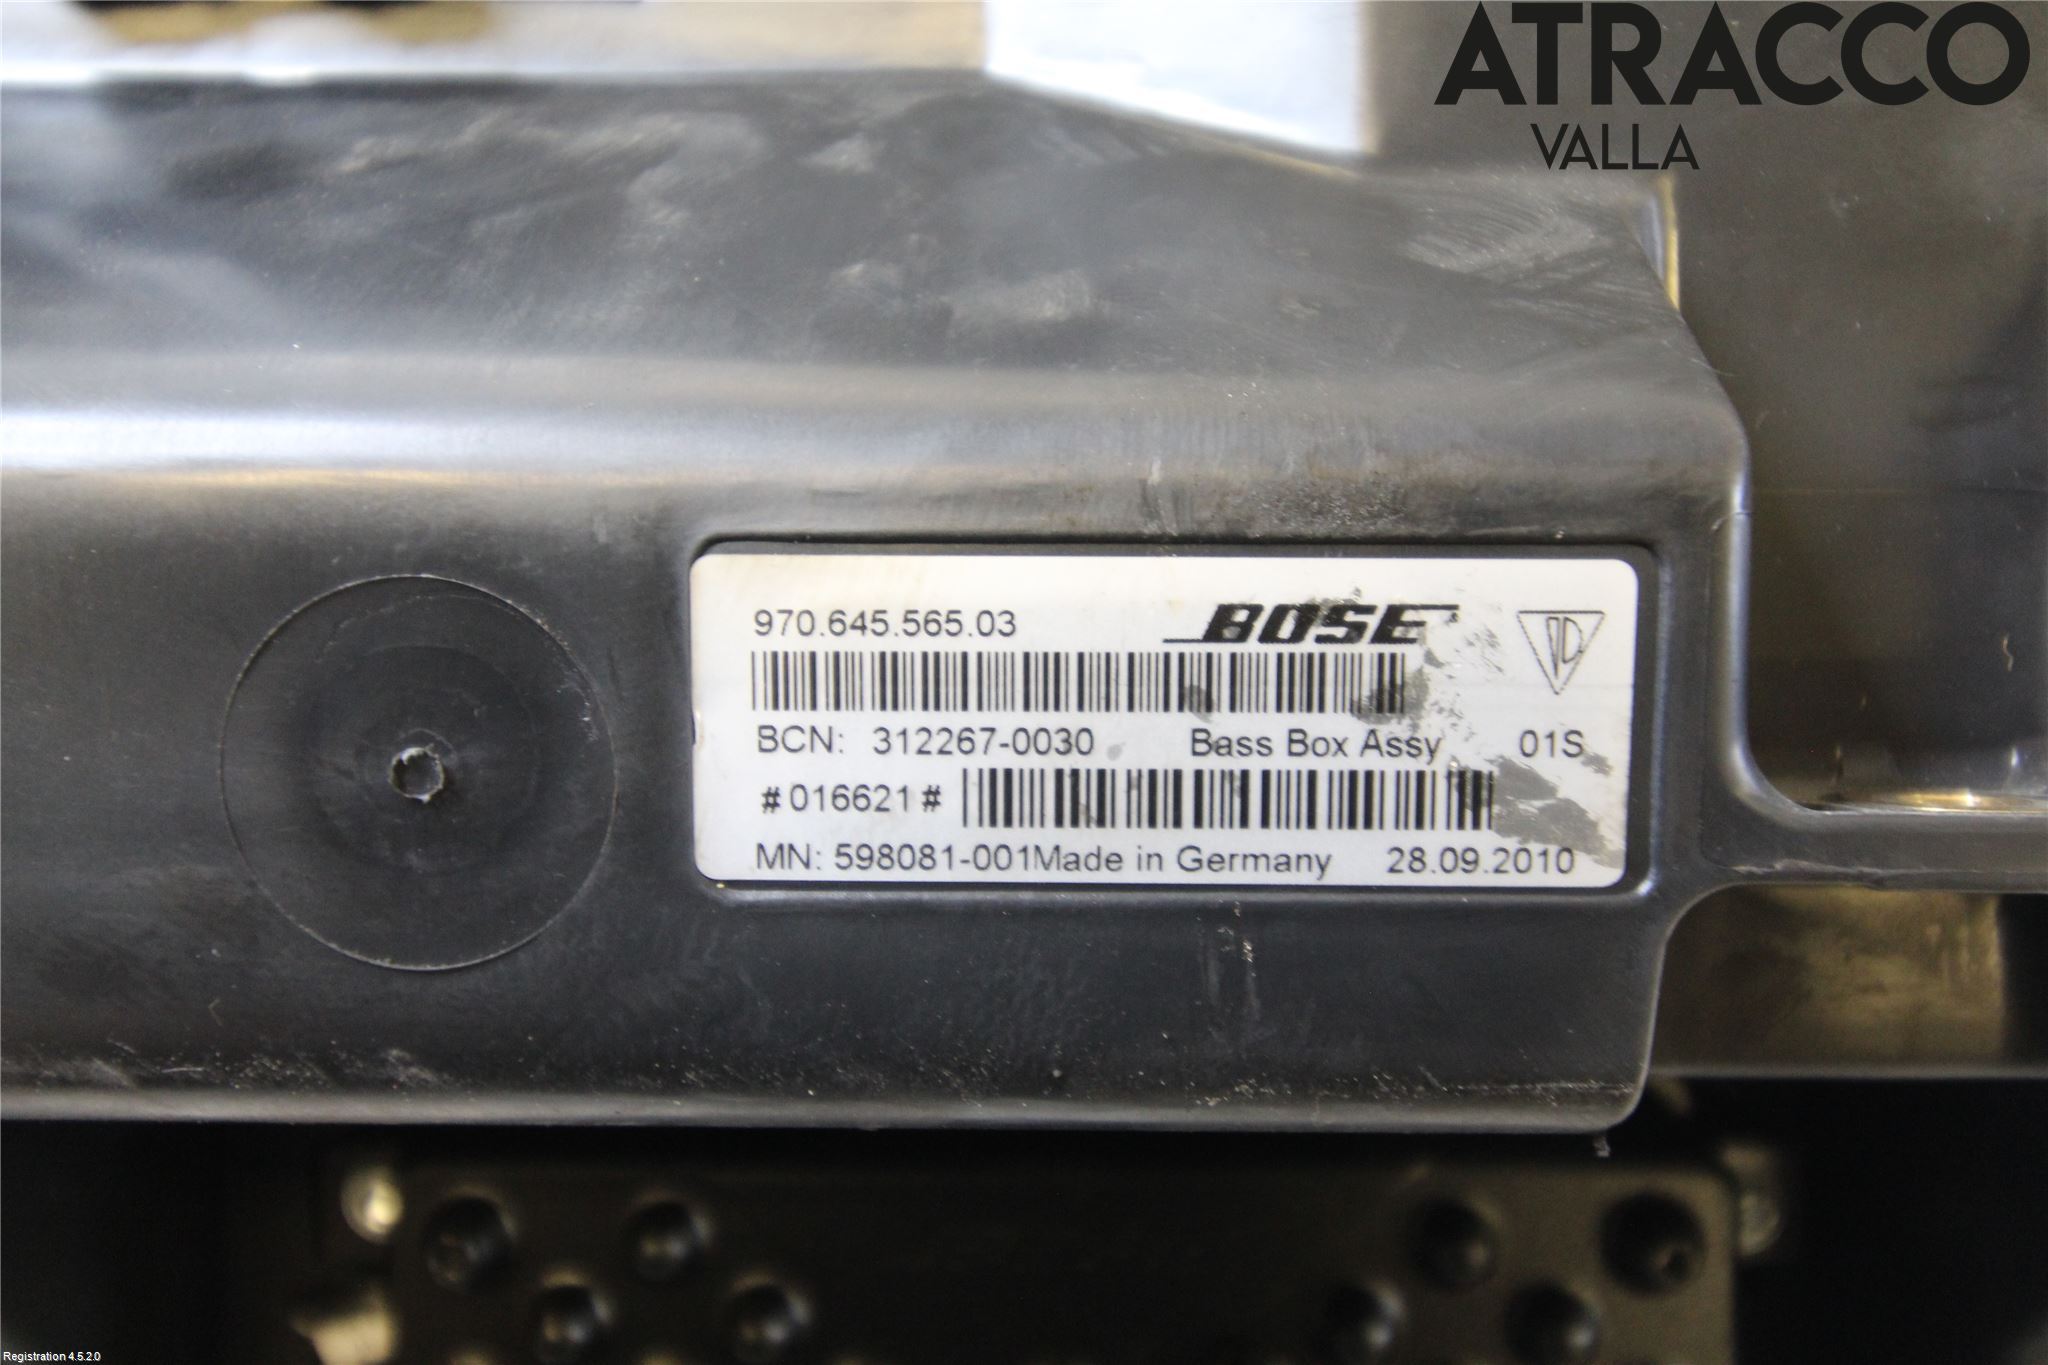 ATRACCO
VALLA
970.645.565.03 BOSE
BCN: 312267-0030 Bass Box Assy 01S
#016621#
MN: 598081-001Made in Germany 28.09.2010
Registration 4.5.2.0